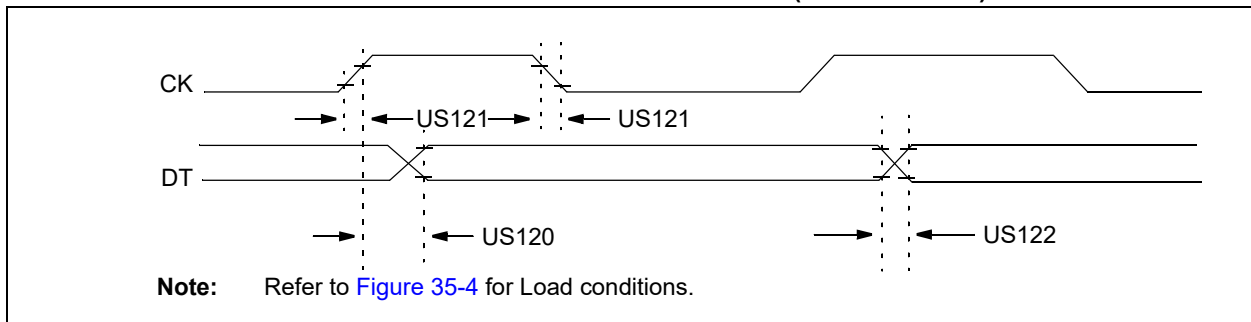 CK
US121
US121
DT
US120
US122
Note: Refer to Figure 35-4 for Load conditions.